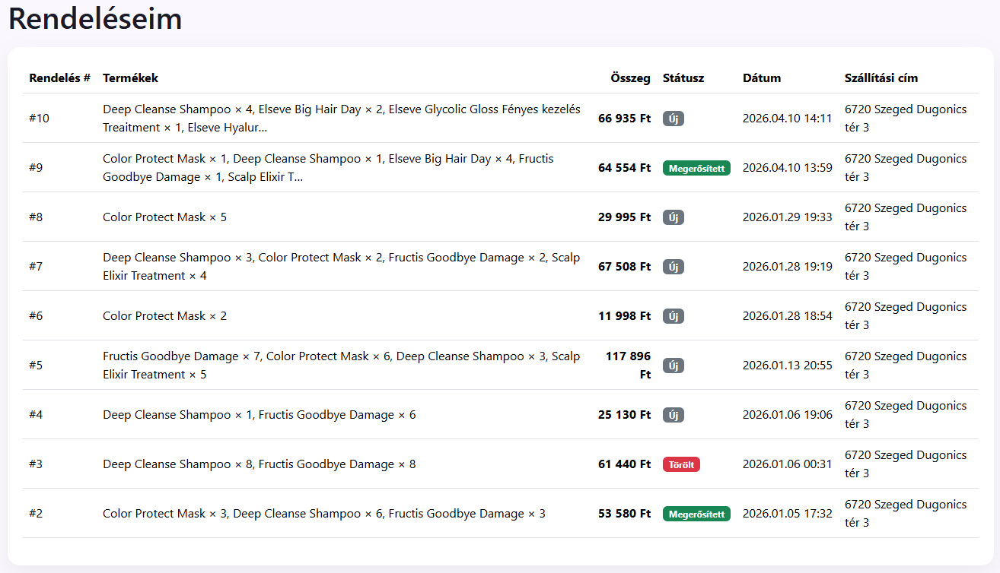 Rendeléseim
Rendelés # Termékek Összeg Státusz Dátum Szállítási cím
#10 Deep Cleanse Shampoo × 4, Elseve Big Hair Day × 2, Elseve Glycolic Gloss Fényes kezelés Treaitment × 1, Elseve Hyalur... 66 935 Ft Új 2026.04.10 14:11 6720 Szeged Dugonics tér 3
#9 Color Protect Mask × 1, Deep Cleanse Shampoo × 1, Elseve Big Hair Day × 4, Fructis Goodbye Damage × 1, Scalp Elixir T... 64 554 Ft Megerősített 2026.04.10 13:59 6720 Szeged Dugonics tér 3
#8 Color Protect Mask × 5 29 995 Ft Új 2026.01.29 19:33 6720 Szeged Dugonics tér 3
#7 Deep Cleanse Shampoo × 3, Color Protect Mask × 2, Fructis Goodbye Damage × 2, Scalp Elixir Treatment × 4 67 508 Ft Új 2026.01.28 19:19 6720 Szeged Dugonics tér 3
#6 Color Protect Mask × 2 11 998 Ft Új 2026.01.28 18:54 6720 Szeged Dugonics tér 3
#5 Fructis Goodbye Damage × 7, Color Protect Mask × 6, Deep Cleanse Shampoo × 3, Scalp Elixir Treatment × 5 117 896 Ft Új 2026.01.13 20:55 6720 Szeged Dugonics tér 3
#4 Deep Cleanse Shampoo × 1, Fructis Goodbye Damage × 6 25 130 Ft Új 2026.01.06 19:06 6720 Szeged Dugonics tér 3
#3 Deep Cleanse Shampoo × 8, Fructis Goodbye Damage × 8 61 440 Ft Törölt 2026.01.06 00:31 6720 Szeged Dugonics tér 3
#2 Color Protect Mask × 3, Deep Cleanse Shampoo × 6, Fructis Goodbye Damage × 3 53 580 Ft Megerősített 2026.01.05 17:32 6720 Szeged Dugonics tér 3